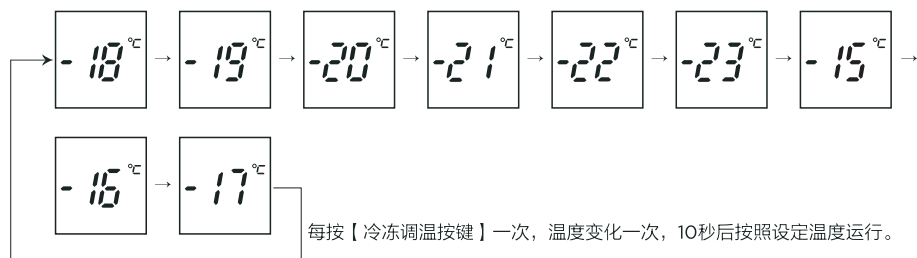 -18℃ → -19℃ → -20℃ → -21℃ → -22℃ → -23℃ → -15℃ →
-16℃ → -17℃
每按【冷冻调温按键】一次，温度变化一次，10秒后按照设定温度运行。